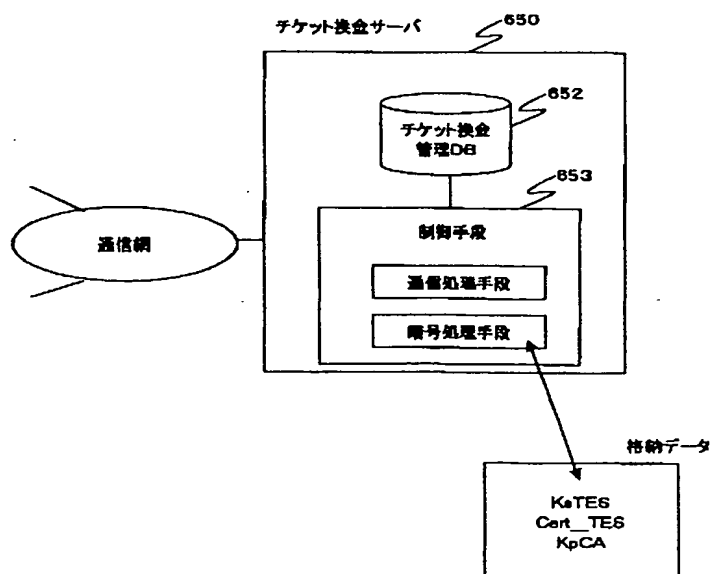 チケット換金サーバ
650
652
チケット換金
管理DB
653
制御手段
通信網
通信処理手段
暗号処理手段
格納データ
KsTES
Cert__TES
KpCA